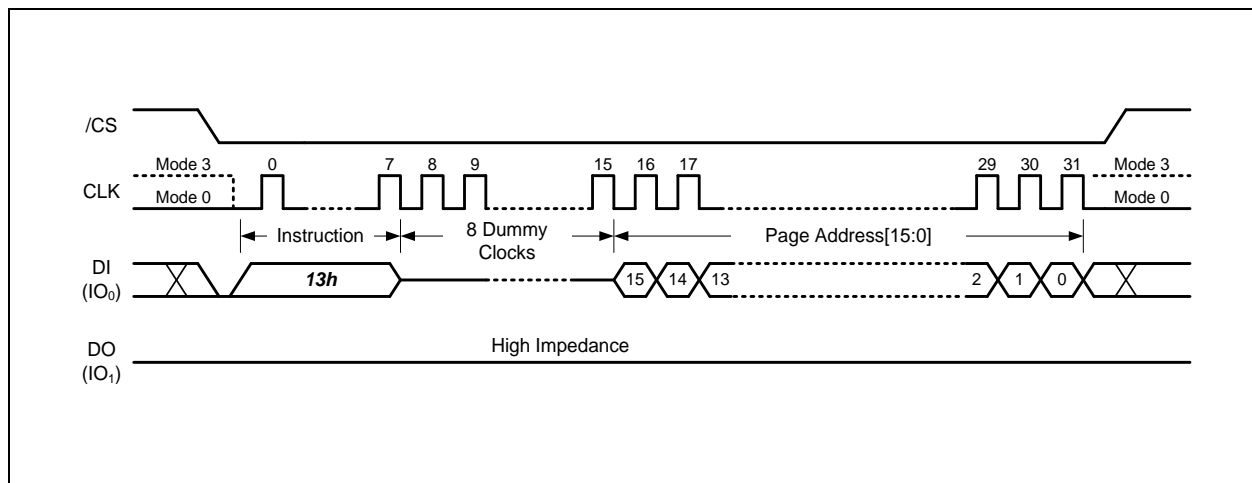 /CS
Mode 3 0 7 8 9 15 16 17 29 30 31 Mode 3
CLK
Mode 0 Mode 0
Instruction 8 Dummy Clocks Page Address[15:0]
DI (IO₀) 13h 15 14 13 2 1 0
DO (IO₁) High Impedance